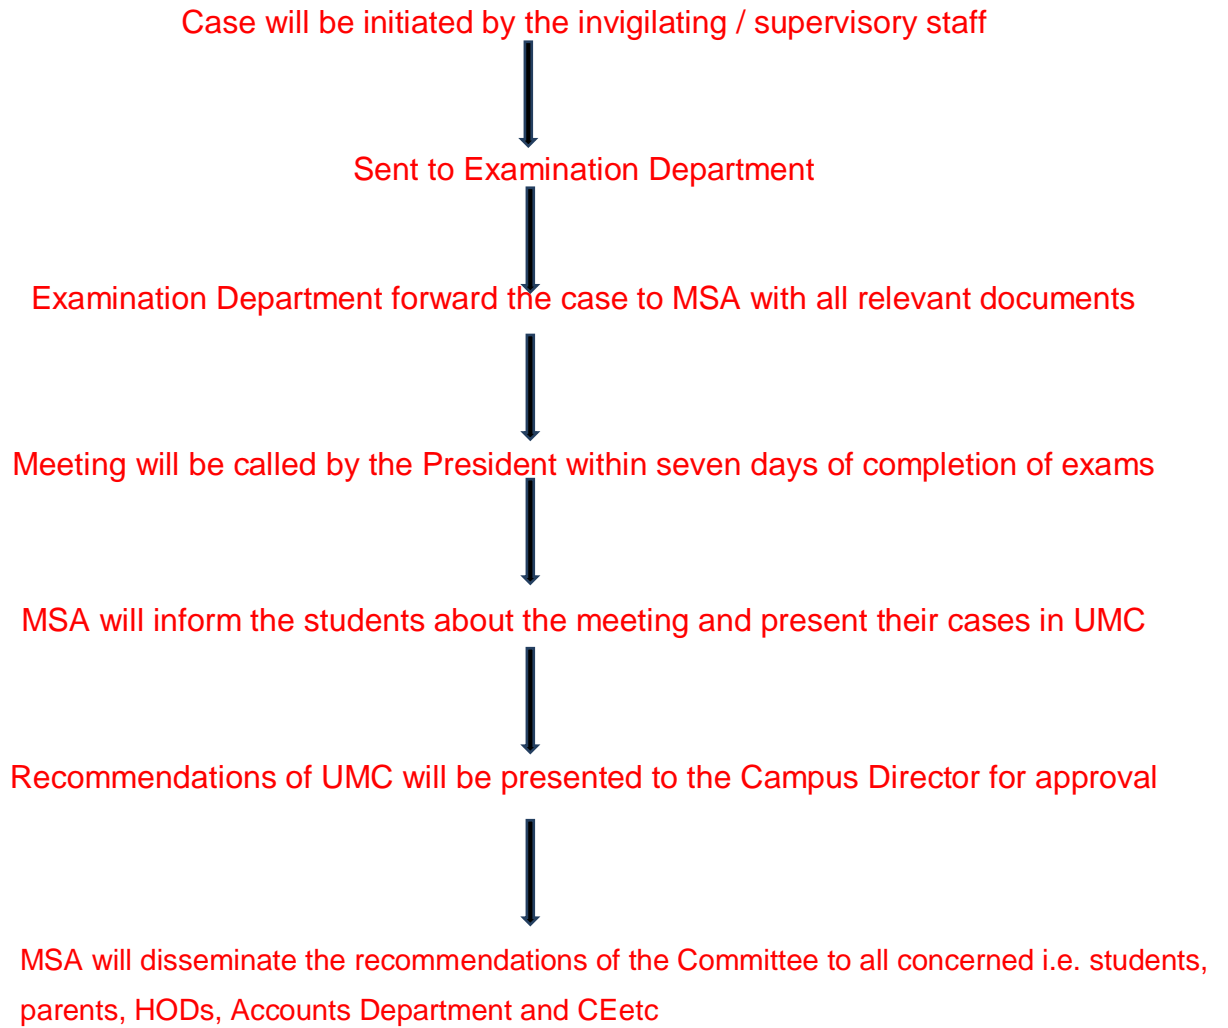 Case will be initiated by the invigilating / supervisory staff
Sent to Examination Department
Examination Department forward the case to MSA with all relevant documents
Meeting will be called by the President within seven days of completion of exams
MSA will inform the students about the meeting and present their cases in UMC
Recommendations of UMC will be presented to the Campus Director for approval
MSA will disseminate the recommendations of the Committee to all concerned i.e. students,
parents, HODs, Accounts Department and CEetc